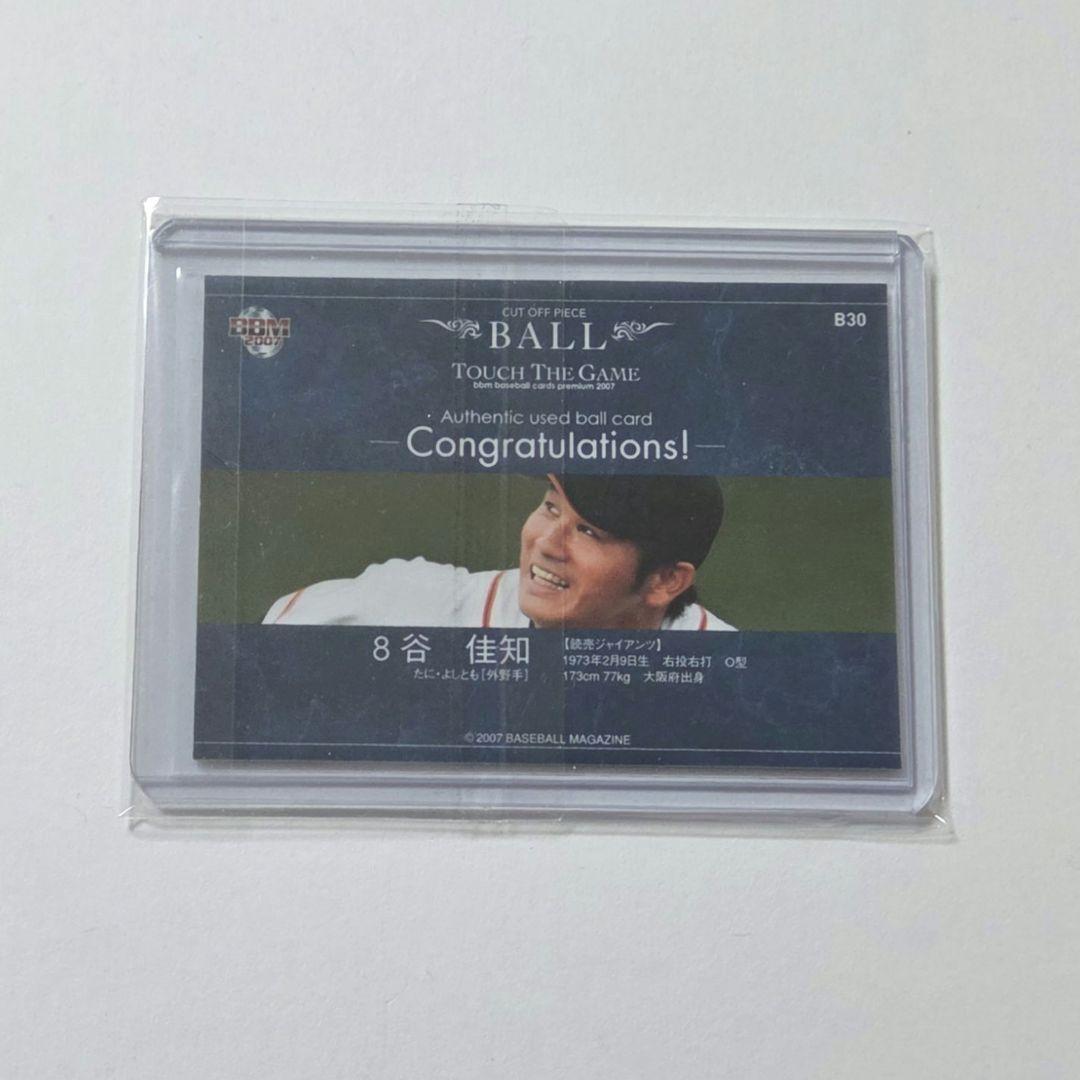 BBM
2007
CUT OFF PIECE
BALL
B30
TOUCH THE GAME
bbm baseball cards premium 2007
Authentic used ball card
Congratulations!
8 谷 佳知
たに・よしとも[外野手]
【読売ジャイアンツ】
1973年2月9日生 右投右打 O型
173cm 77kg 大阪府出身
© 2007 BASEBALL MAGAZINE